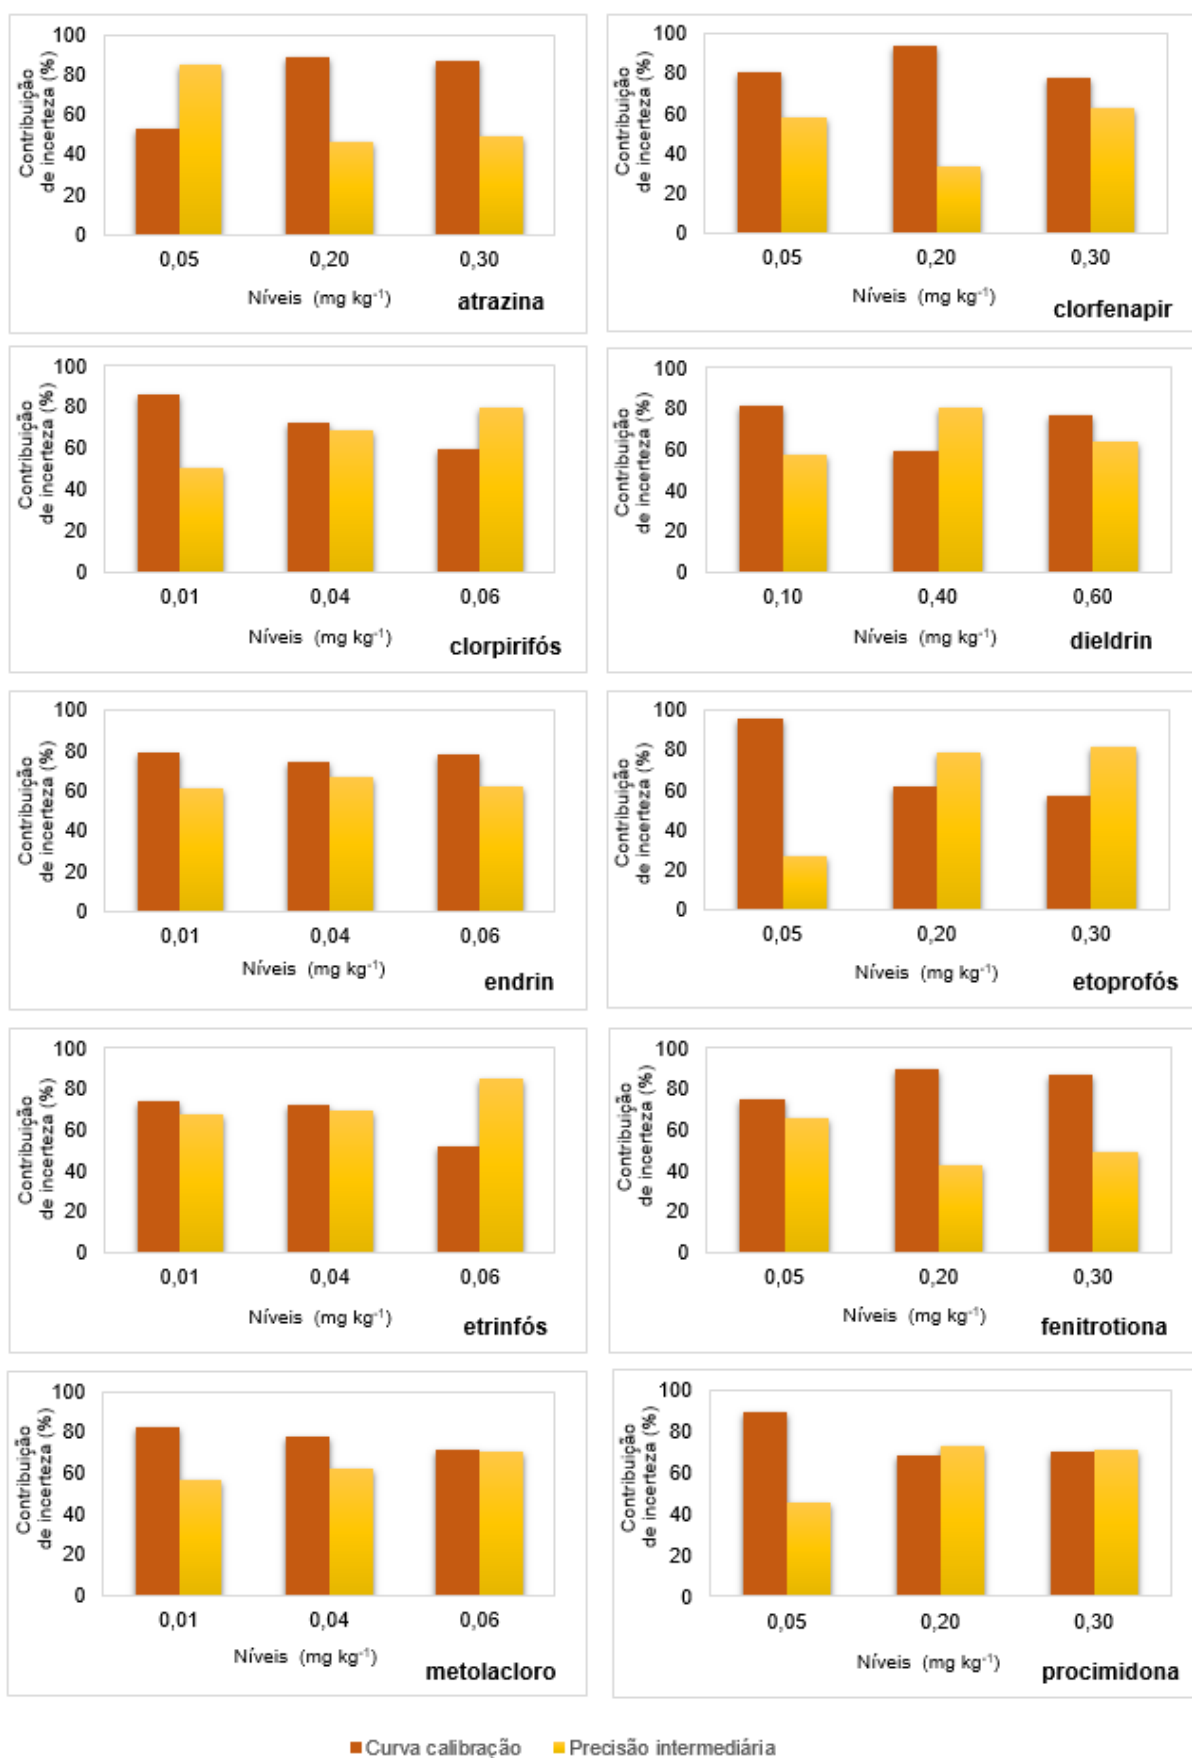 Contribuição
de incerteza (%)
100
80
60
40
20
0
0,05
0,20
0,30
Níveis (mg kg⁻¹)
atrazina
Contribuição
de incerteza (%)
100
80
60
40
20
0
0,05
0,20
0,30
Níveis (mg kg⁻¹)
clorfenapir
Contribuição
de incerteza (%)
100
80
60
40
20
0
0,01
0,04
0,06
Níveis (mg kg⁻¹)
clorpirifós
Contribuição
de incerteza (%)
100
80
60
40
20
0
0,10
0,40
0,60
Níveis (mg kg⁻¹)
dieldrin
Contribuição
de incerteza (%)
100
80
60
40
20
0
0,01
0,04
0,06
Níveis (mg kg⁻¹)
endrin
Contribuição
de incerteza (%)
100
80
60
40
20
0
0,05
0,20
0,30
Níveis (mg kg⁻¹)
etoprofós
Contribuição
de incerteza (%)
100
80
60
40
20
0
0,01
0,04
0,06
Níveis (mg kg⁻¹)
etrinfós
Contribuição
de incerteza (%)
100
80
60
40
20
0
0,05
0,20
0,30
Níveis (mg kg⁻¹)
fenitrotiona
Contribuição
de incerteza (%)
100
80
60
40
20
0
0,01
0,04
0,06
Níveis (mg kg⁻¹)
metolacloro
Contribuição
de incerteza (%)
100
80
60
40
20
0
0,05
0,20
0,30
Níveis (mg kg⁻¹)
procimidona
Curva calibração
Precisão intermediária